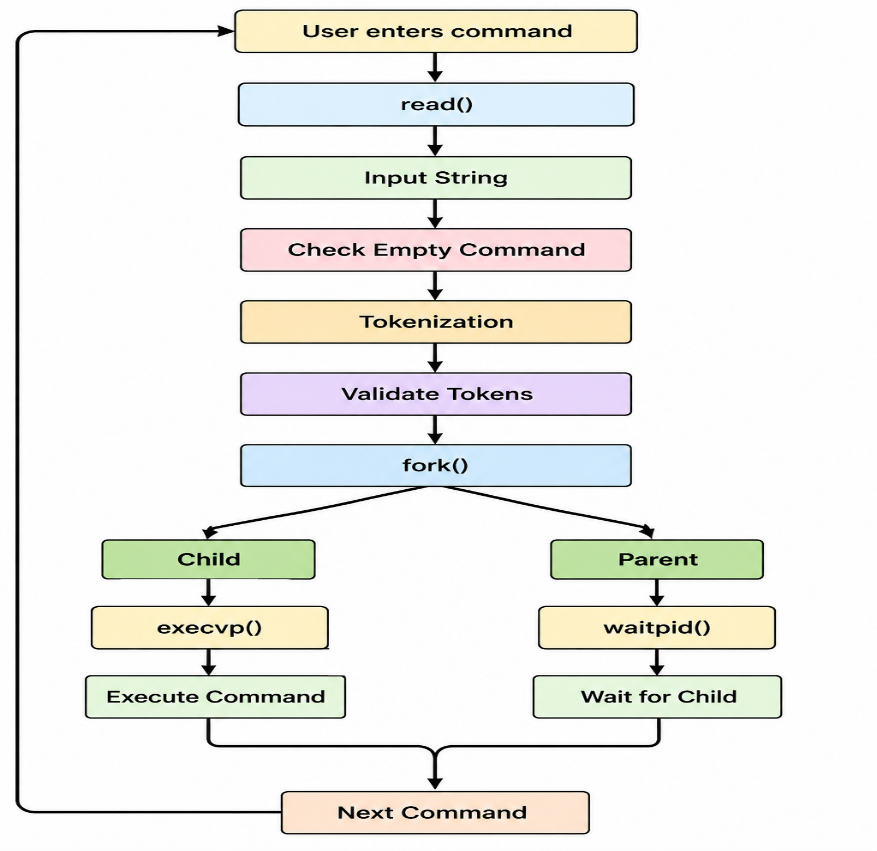 User enters command
read()
Input String
Check Empty Command
Tokenization
Validate Tokens
fork()
Child
Parent
execvp()
waitpid()
Execute Command
Wait for Child
Next Command